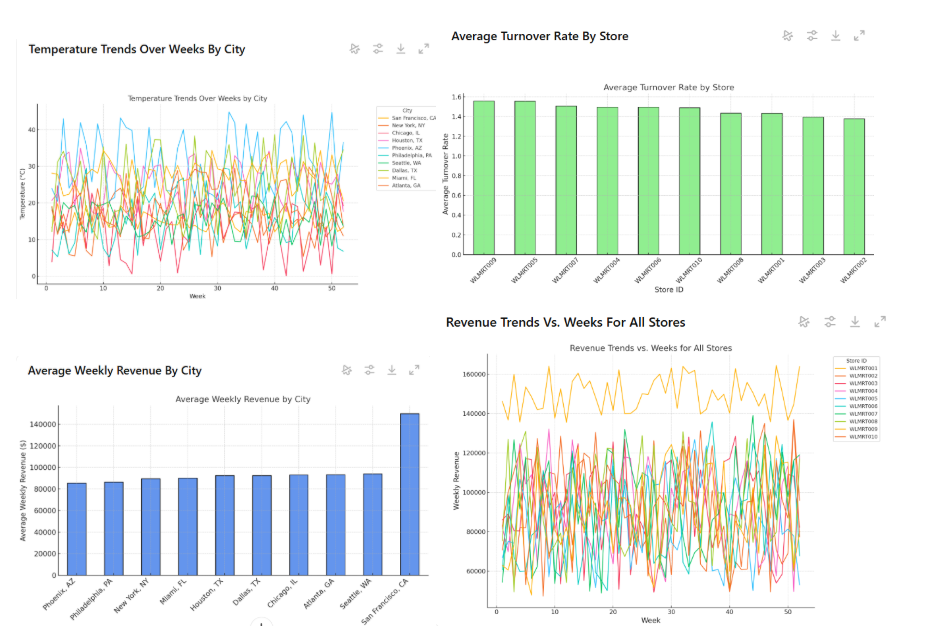 Temperature Trends Over Weeks By City
Temperature Trends Over Weeks by City
40
30
20
10
0
Temperature (°C)
0
10
20
30
40
50
Week
City
San Francisco, CA
New York, NY
Chicago, IL
Houston, TX
Phoenix, AZ
Philadelphia, PA
Seattle, WA
Dallas, TX
Miami, FL
Atlanta, GA
Average Turnover Rate By Store
Average Turnover Rate by Store
1.6
1.4
1.2
1.0
0.8
0.6
0.4
0.2
0.0
Average Turnover Rate
WLMRT009
WLMRT005
WLMRT007
WLMRT004
WLMRT006
WLMRT010
WLMRT008
WLMRT001
WLMRT003
WLMRT002
Store ID
Average Weekly Revenue By City
Average Weekly Revenue by City
140000
120000
100000
80000
60000
40000
20000
0
Average Weekly Revenue ($)
Phoenix, AZ
Philadelphia, PA
New York, NY
Miami, FL
Houston, TX
Dallas, TX
Chicago, IL
Atlanta, GA
Seattle, WA
San Francisco, CA
Revenue Trends Vs. Weeks For All Stores
Revenue Trends vs. Weeks for All Stores
160000
140000
120000
100000
80000
60000
Weekly Revenue
0
10
20
30
40
50
Week
Store ID
WLMRT001
WLMRT002
WLMRT003
WLMRT004
WLMRT005
WLMRT006
WLMRT007
WLMRT008
WLMRT009
WLMRT010